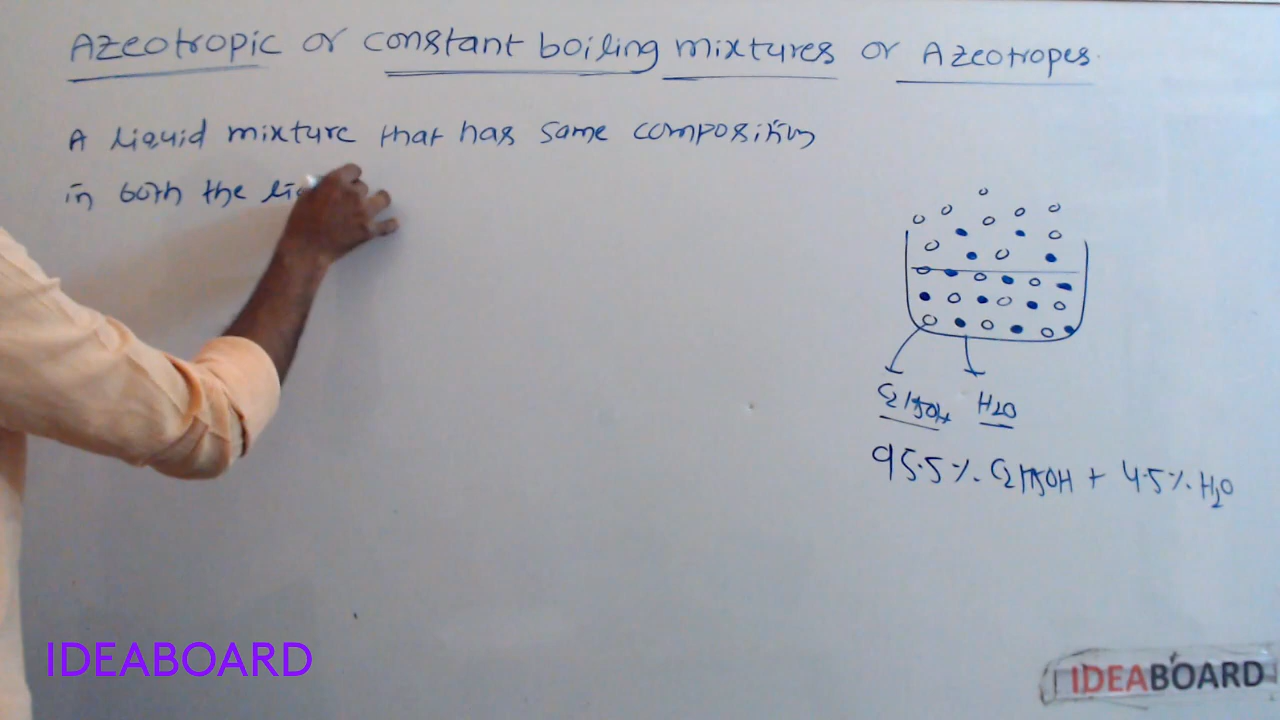 Azeotropic or constant boiling mixtures or Azeotropes.
A liquid mixture that has same composition
in both the li
C2H5OH H2O
95.5%. C2H5OH + 4.5%. H2O
IDEABOARD
IDEABOARD